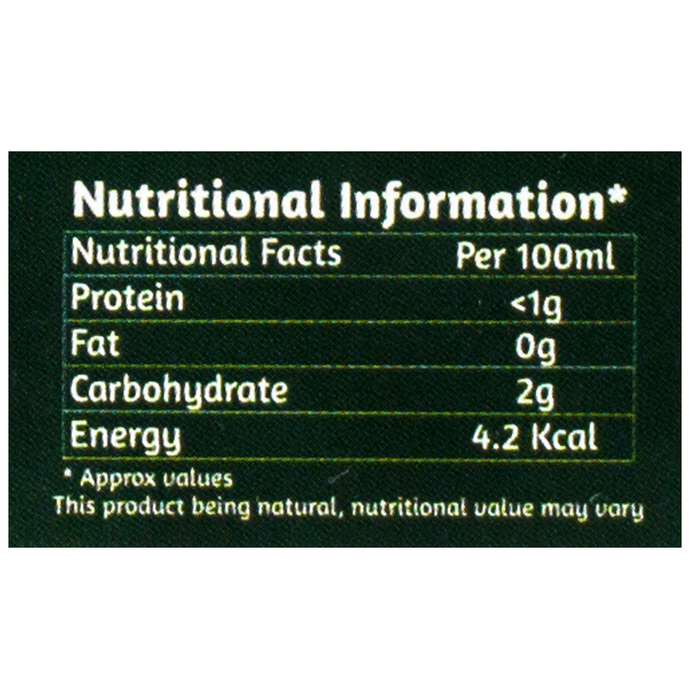 Nutritional Information*
Nutritional Facts Per 100ml
Protein <1g
Fat 0g
Carbohydrate 2g
Energy 4.2 Kcal
* Approx values
This product being natural, nutritional value may vary